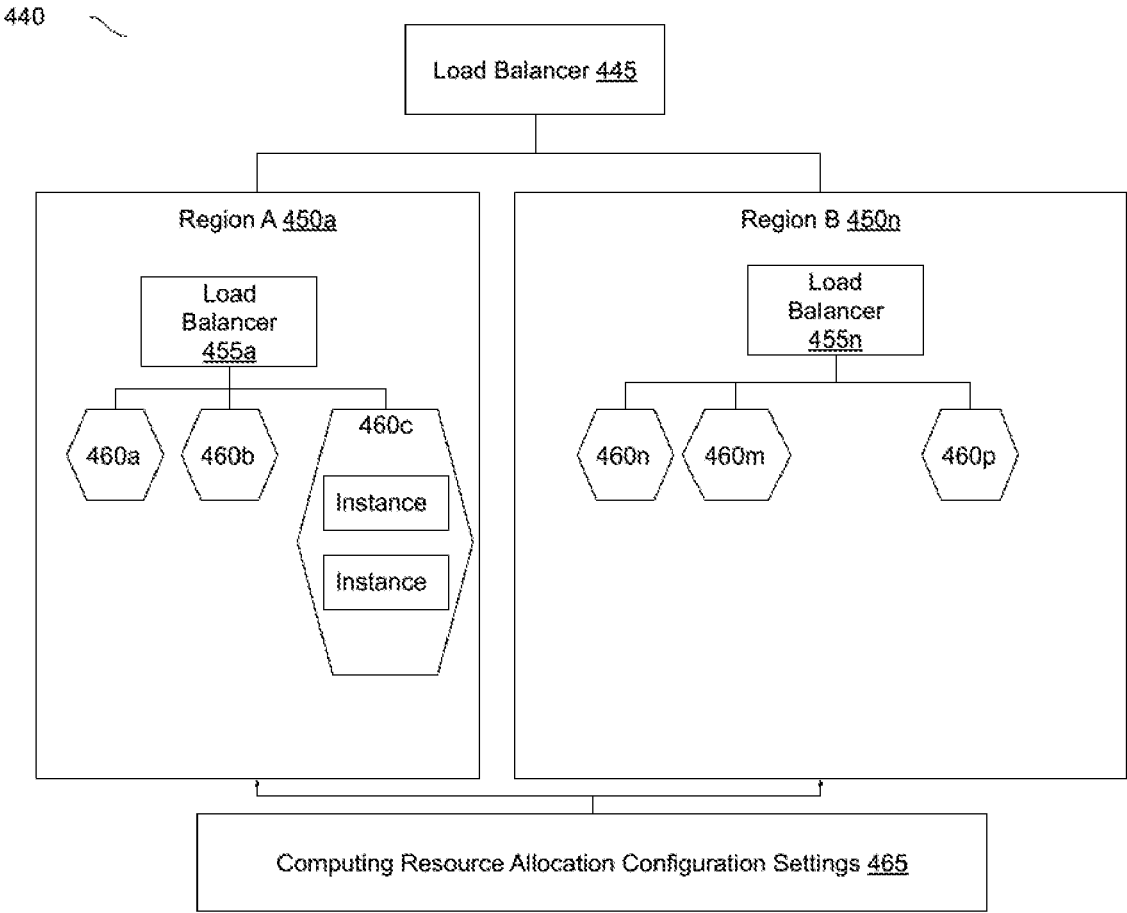 440
Load Balancer 445
Region A 450a
Region B 450n
Load
Balancer
455a
Load
Balancer
455n
460a
460b
460c
460n
460m
460p
Instance
Instance
Computing Resource Allocation Configuration Settings 465